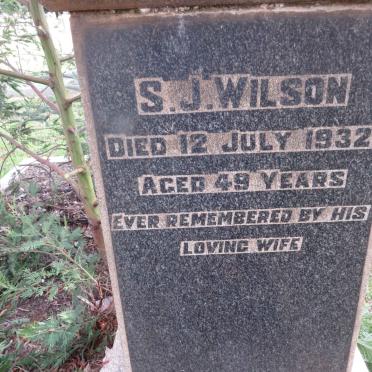 S.J. WILSON
DIED 12 JULY 1932
AGED 49 YEARS
EVER REMEMBERED BY HIS
LOVING WIFE